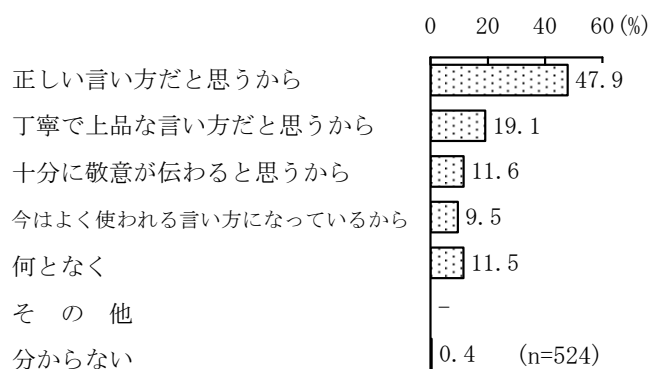 0 20 40 60(%)
正しい言い方だと思うから 47.9
丁寧で上品な言い方だと思うから 19.1
十分に敬意が伝わると思うから 11.6
今はよく使われる言い方になっているから 9.5
何となく 11.5
そ の 他 −
分からない 0.4 (n=524)